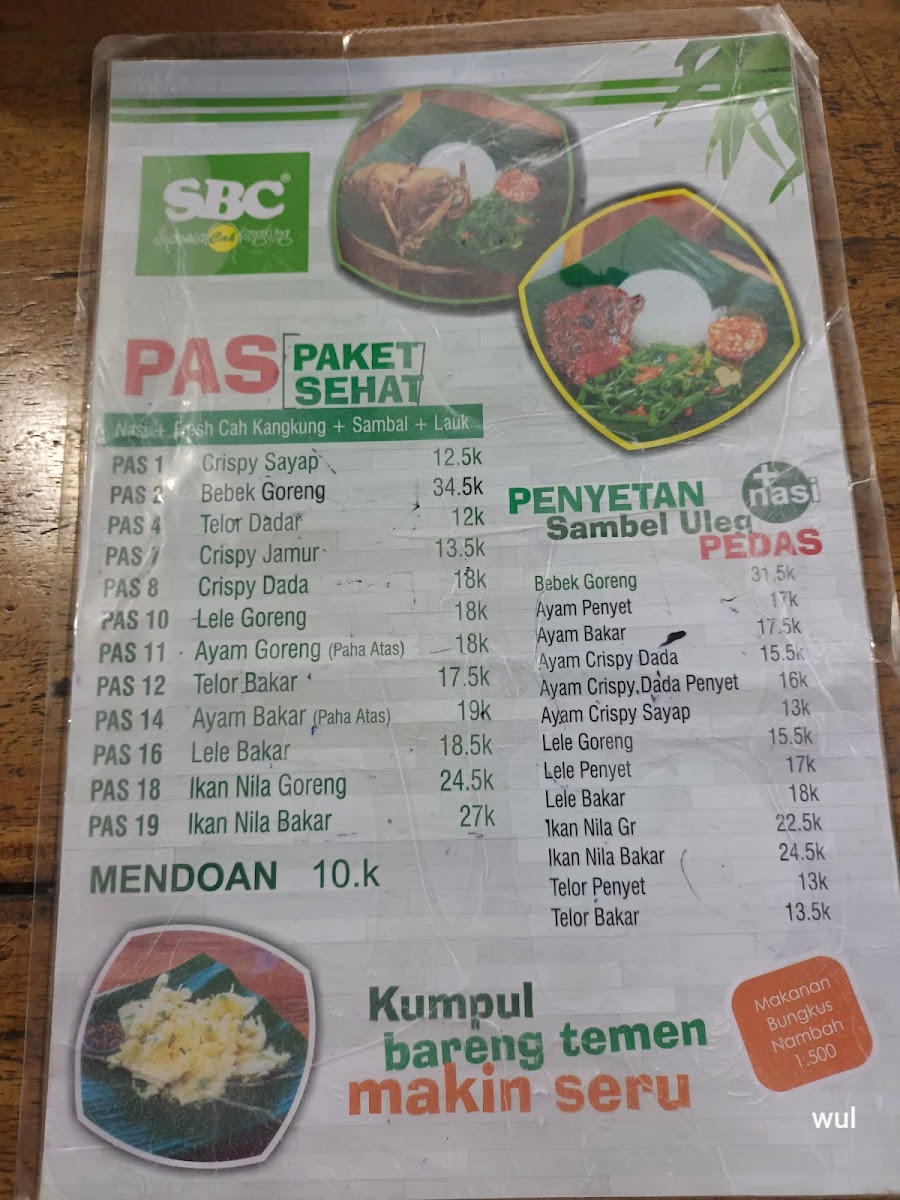 SBC®
Spesial Cah Kangkung
PAS PAKET SEHAT
Nasi + Fresh Cah Kangkung + Sambal + Lauk
PAS 1 Crispy Sayap 12.5k
PAS 2 Bebek Goreng 34.5k
PAS 4 Telor Dadar 12k
PAS 7 Crispy Jamur 13.5k
PAS 8 Crispy Dada 18k
PAS 10 Lele Goreng 18k
PAS 11 Ayam Goreng (Paha Atas) 18k
PAS 12 Telor Bakar 17.5k
PAS 14 Ayam Bakar (Paha Atas) 19k
PAS 16 Lele Bakar 18.5k
PAS 18 Ikan Nila Goreng 24.5k
PAS 19 Ikan Nila Bakar 27k
MENDOAN 10.k
PENYETAN + nasi
Sambel Uleg
PEDAS
Bebek Goreng 31.5k
Ayam Penyet 17k
Ayam Bakar 17.5k
Ayam Crispy Dada 15.5k
Ayam Crispy Dada Penyet 16k
Ayam Crispy Sayap 13k
Lele Goreng 15.5k
Lele Penyet 17k
Lele Bakar 18k
Ikan Nila Gr 22.5k
Ikan Nila Bakar 24.5k
Telor Penyet 13k
Telor Bakar 13.5k
Kumpul
bareng temen
makin seru
Makanan
Bungkus
Nambah
1.500
wul